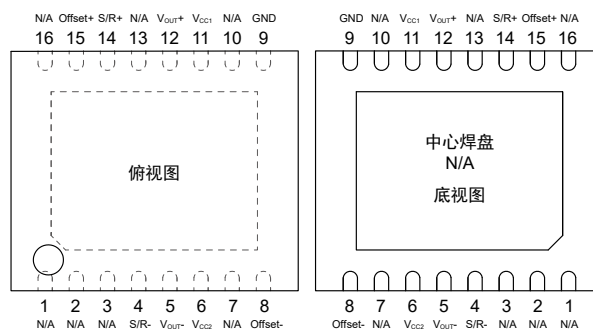 N/A Offset+ S/R+ N/A VOUT+ VCC1 N/A GND
16 15 14 13 12 11 10 9
俯视图
1 2 3 4 5 6 7 8
N/A N/A N/A S/R- VOUT- VCC2 N/A Offset-
GND N/A VCC1 VOUT+ N/A S/R+ Offset+ N/A
9 10 11 12 13 14 15 16
中心焊盘
N/A
底视图
8 7 6 5 4 3 2 1
Offset- N/A VCC2 VOUT- S/R- N/A N/A N/A